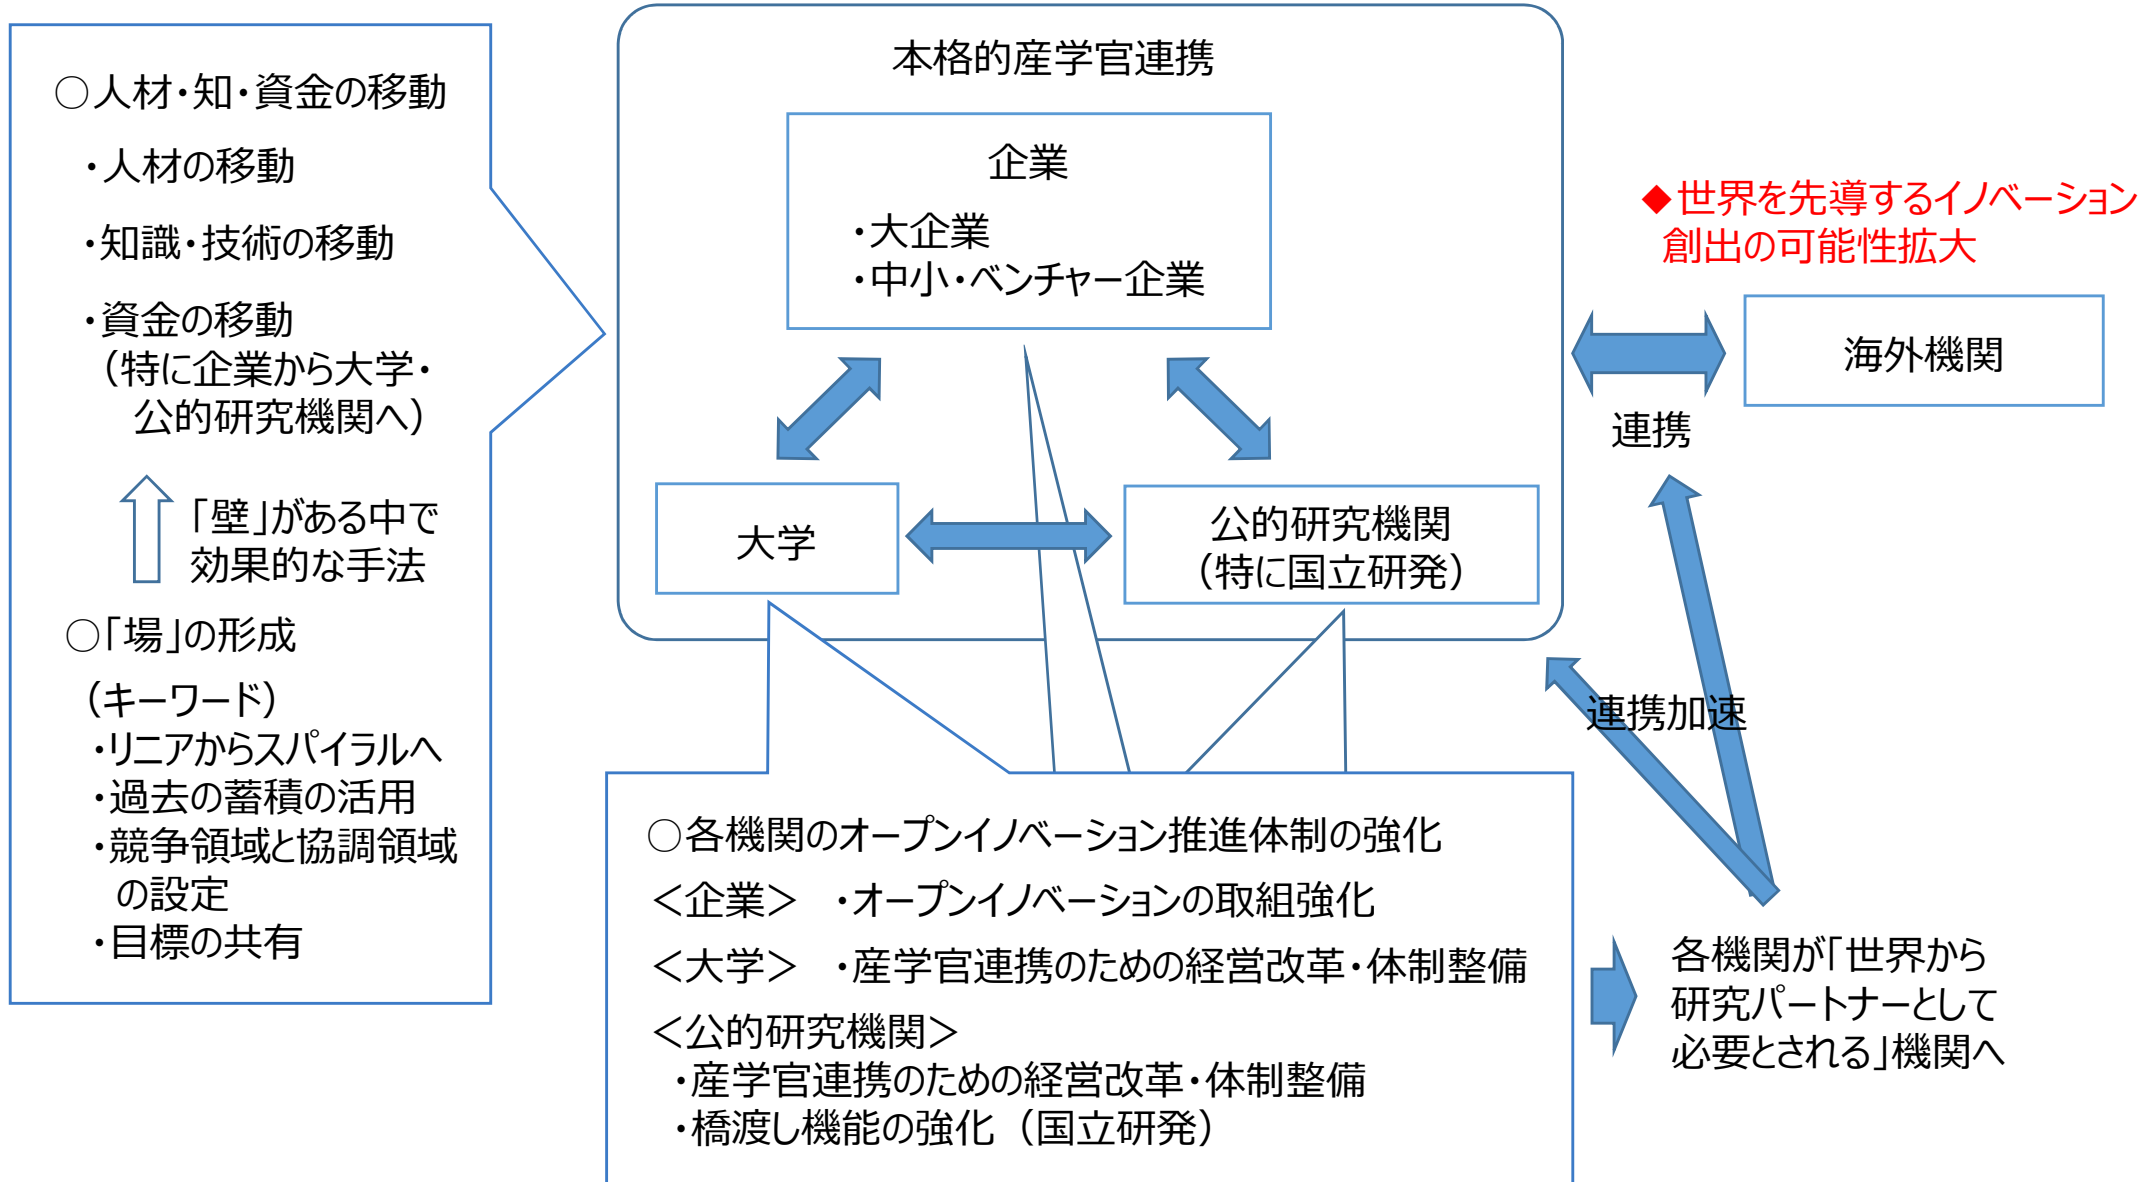 ○人材・知・資金の移動
・人材の移動
・知識・技術の移動
・資金の移動
（特に企業から大学・
公的研究機関へ）
「壁」がある中で
効果的な手法
○「場」の形成
（キーワード）
・リニアからスパイラルへ
・過去の蓄積の活用
・競争領域と協調領域
の設定
・目標の共有
本格的産学官連携
企業
・大企業
・中小・ベンチャー企業
大学
公的研究機関
（特に国立研発）
◆世界を先導するイノベーション
創出の可能性拡大
海外機関
連携
連携加速
○各機関のオープンイノベーション推進体制の強化
＜企業＞　・オープンイノベーションの取組強化
＜大学＞　・産学官連携のための経営改革・体制整備
＜公的研究機関＞
・産学官連携のための経営改革・体制整備
・橋渡し機能の強化（国立研発）
各機関が「世界から
研究パートナーとして
必要とされる」機関へ